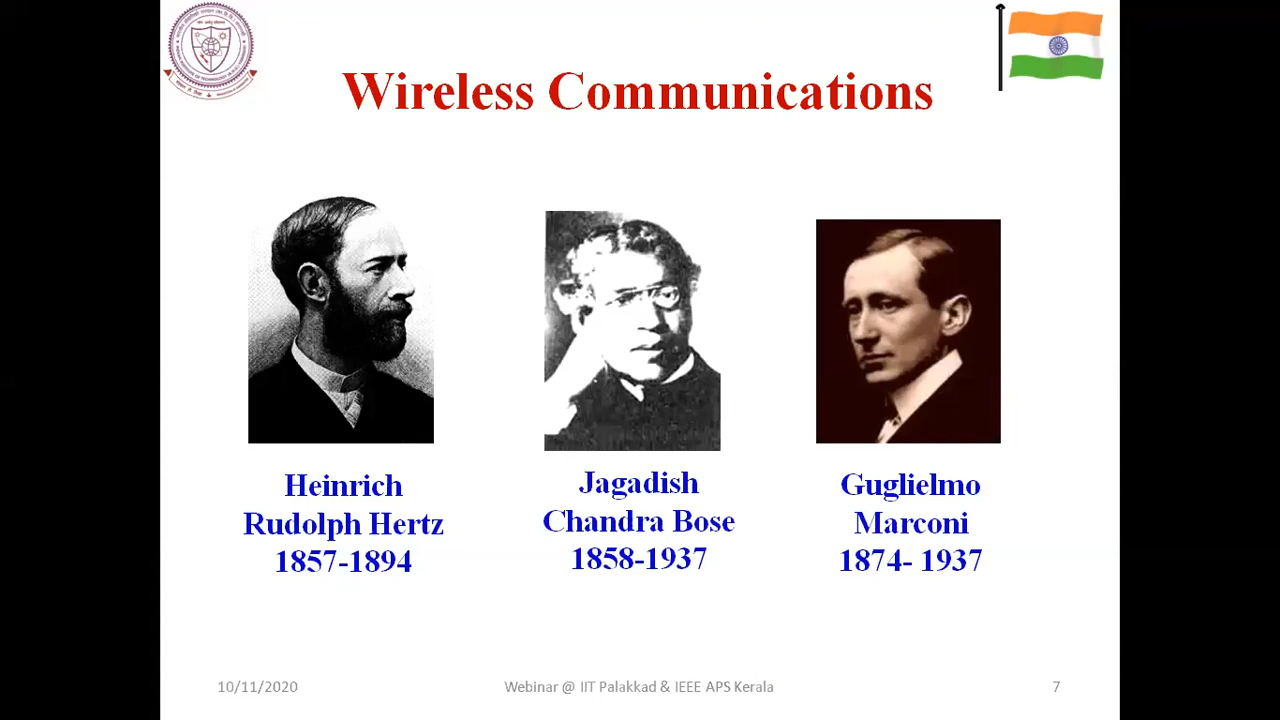 Wireless Communications
Heinrich
Rudolph Hertz
1857-1894
Jagadish
Chandra Bose
1858-1937
Guglielmo
Marconi
1874- 1937
10/11/2020
Webinar @ IIT Palakkad & IEEE APS Kerala
7